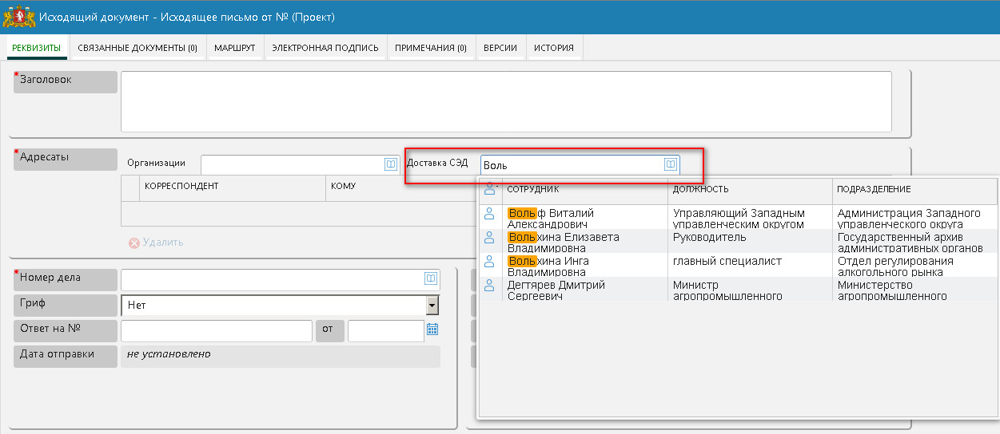 Исходящий документ - Исходящее письмо от № (Проект)
РЕКВИЗИТЫ СВЯЗАННЫЕ ДОКУМЕНТЫ (0) МАРШРУТ ЭЛЕКТРОННАЯ ПОДПИСЬ ПРИМЕЧАНИЯ (0) ВЕРСИИ ИСТОРИЯ
* Заголовок
* Адресаты
Организации
Доставка СЭД Воль
КОРРЕСПОНДЕНТ КОМУ
Удалить
СОТРУДНИК ДОЛЖНОСТЬ ПОДРАЗДЕЛЕНИЕ
Вольф Виталий Управляющий Западным Администрация Западного
Александрович управленческим округом управленческого округа
Вольхина Елизавета Руководитель Государственный архив
Владимировна административных органов
Вольхина Инга главный специалист Отдел регулирования
Владимировна алкогольного рынка
Дегтярев Дмитрий Министр Министерство
Сергеевич агропромышленного агропромышленного
* Номер дела
Гриф Нет
Ответ на № от
Дата отправки не установлено